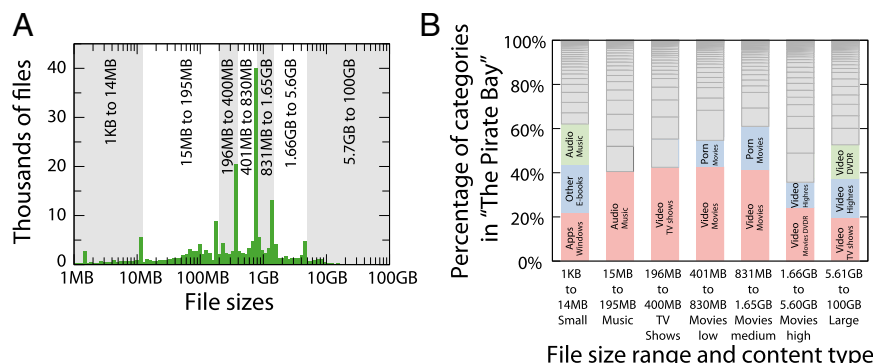 A
Thousands of files
40
30
20
10
0
1KB to 14MB
15MB to 195MB
196MB to 400MB
401MB to 830MB
831MB to 1.65GB
1.66GB to 5.6GB
5.7GB to 100GB
1MB 10MB 100MB 1GB 10GB 100GB
File sizes
B
Percentage of categories
in "The Pirate Bay"
100%
80%
60%
40%
20%
0%
Audio
Music
Other
E-books
Apps
Windows
Audio
Music
Video
TV shows
Porn
Movies
Video
Movies
Porn
Movies
Video
Movies
Video
Highres
Video
Movies DVDR
Video
DVDR
Video
Highres
Video
TV shows
1KB
to
14MB
Small
15MB
to
195MB
Music
196MB
to
400MB
TV
Shows
401MB
to
830MB
Movies
low
831MB
to
1.65GB
Movies
medium
1.66GB
to
5.60GB
Movies
high
5.61GB
to
100GB
Large
File size range and content type